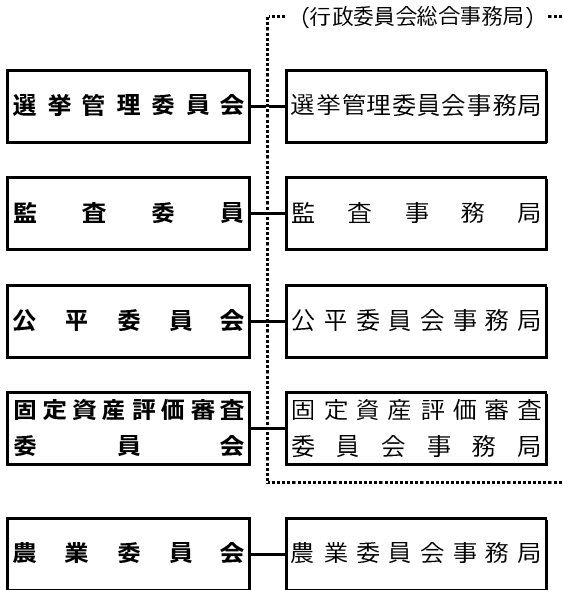 (行政委員会総合事務局)
選挙管理委員会
選挙管理委員会事務局
監査委員
監査事務局
公平委員会
公平委員会事務局
固定資産評価審査
委員会
固定資産評価審査
委員会事務局
農業委員会
農業委員会事務局